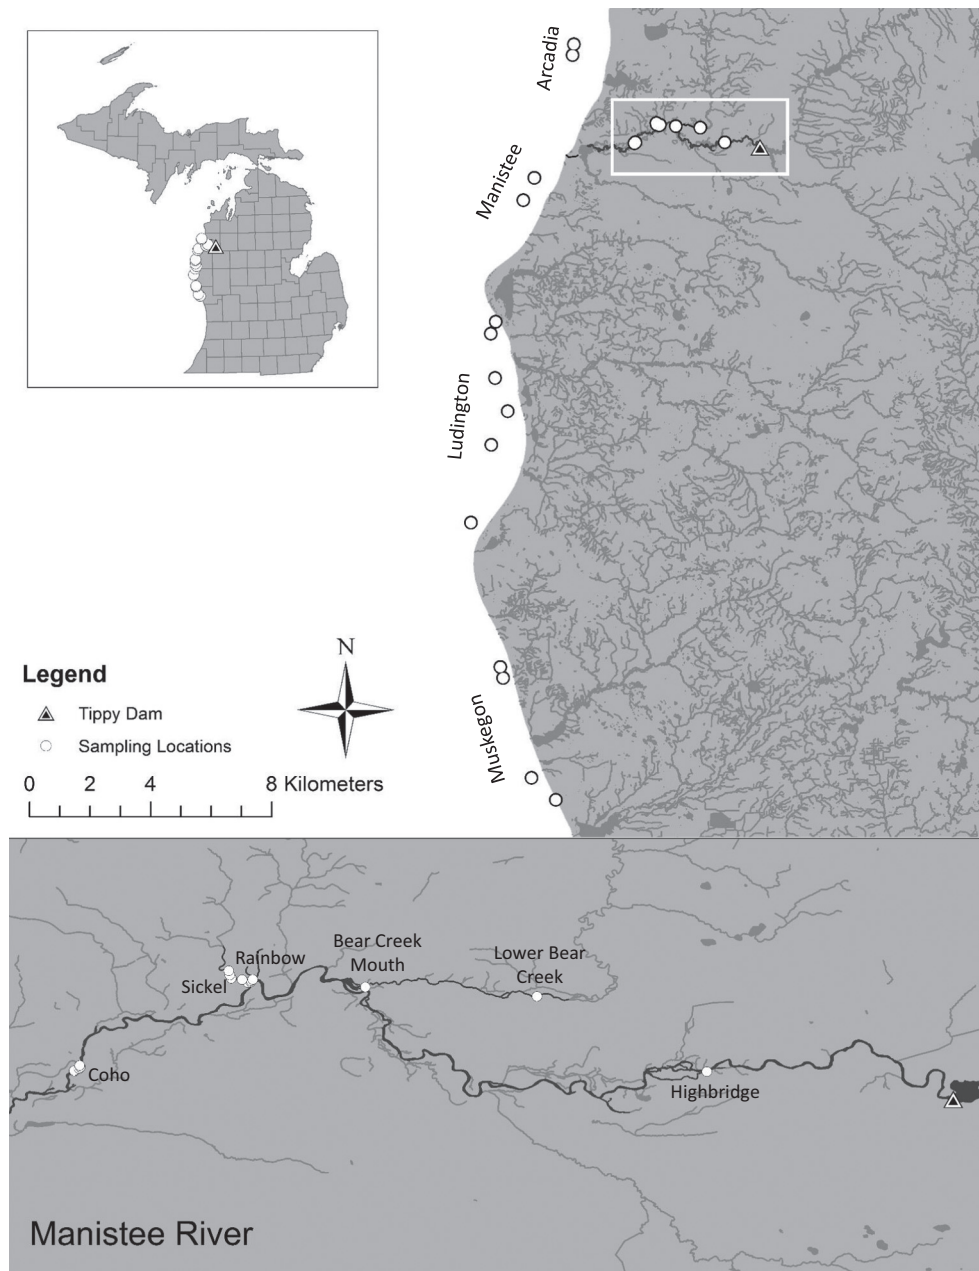 Arcadia
Manistee
Ludington
Muskegon
N
Legend
Tippy Dam
Sampling Locations
0 2 4 8 Kilometers
Bear Creek
Mouth
Rainbow
Sickel
Lower Bear
Creek
Coho
Highbridge
Manistee River